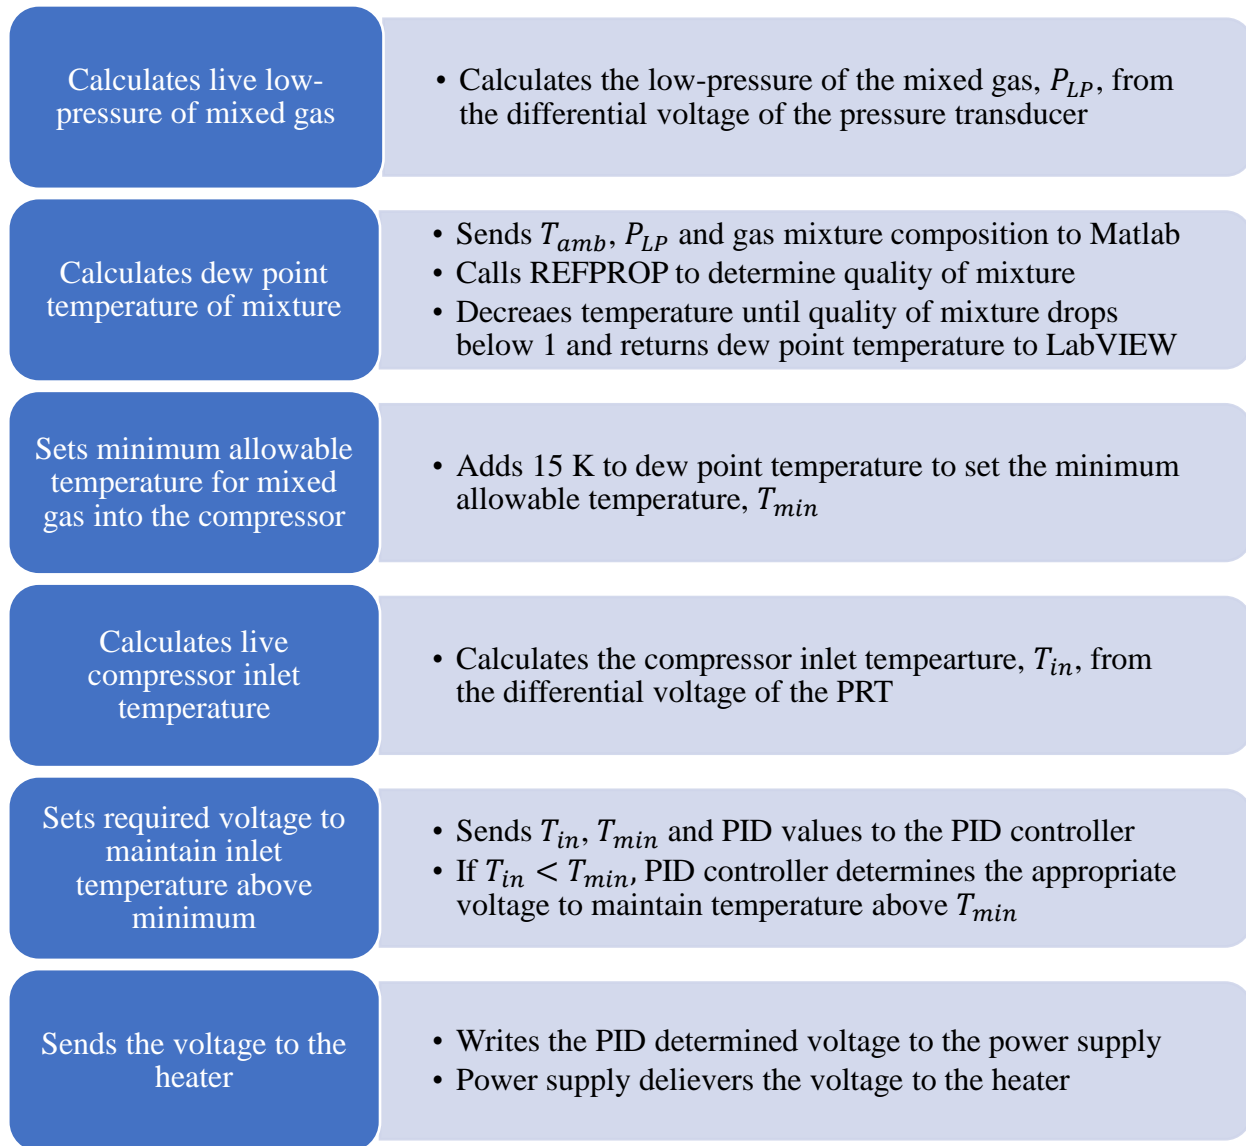 Calculates live low-
pressure of mixed gas
• Calculates the low-pressure of the mixed gas, P_LP, from
the differential voltage of the pressure transducer
Calculates dew point
temperature of mixture
• Sends T_amb, P_LP and gas mixture composition to Matlab
• Calls REFPROP to determine quality of mixture
• Decreaes temperature until quality of mixture drops
below 1 and returns dew point temperature to LabVIEW
Sets minimum allowable
temperature for mixed
gas into the compressor
• Adds 15 K to dew point temperature to set the minimum
allowable temperature, T_min
Calculates live
compressor inlet
temperature
• Calculates the compressor inlet tempearture, T_in, from
the differential voltage of the PRT
Sets required voltage to
maintain inlet
temperature above
minimum
• Sends T_in, T_min and PID values to the PID controller
• If T_in < T_min, PID controller determines the appropriate
voltage to maintain temperature above T_min
Sends the voltage to the
heater
• Writes the PID determined voltage to the power supply
• Power supply delievers the voltage to the heater